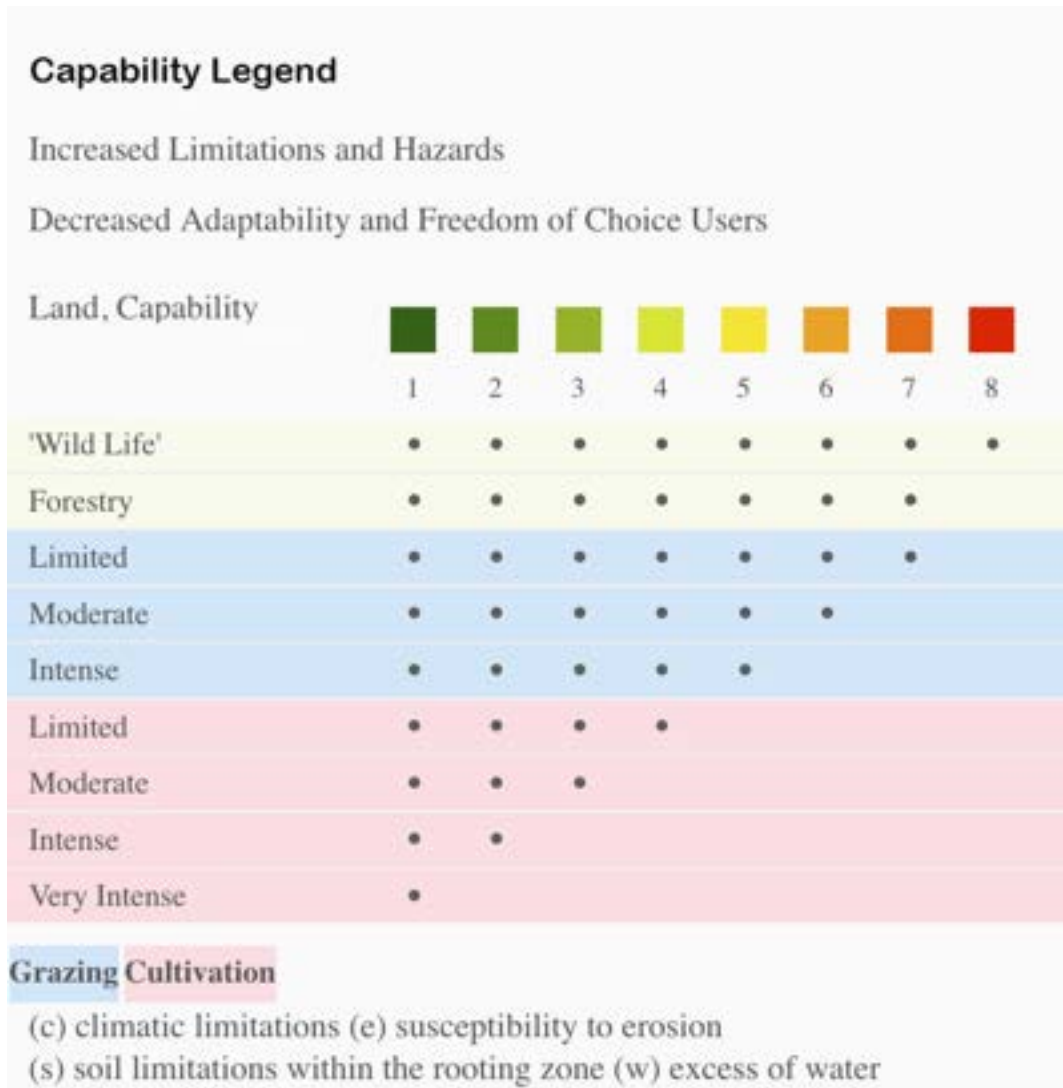 Capability Legend
Increased Limitations and Hazards
Decreased Adaptability and Freedom of Choice Users
Land, Capability
1 2 3 4 5 6 7 8
'Wild Life' • • • • • • • •
Forestry • • • • • • •
Limited • • • • • • •
Moderate • • • • • •
Intense • • • • •
Limited • • • •
Moderate • • •
Intense • •
Very Intense •
Grazing Cultivation
(c) climatic limitations (e) susceptibility to erosion
(s) soil limitations within the rooting zone (w) excess of water